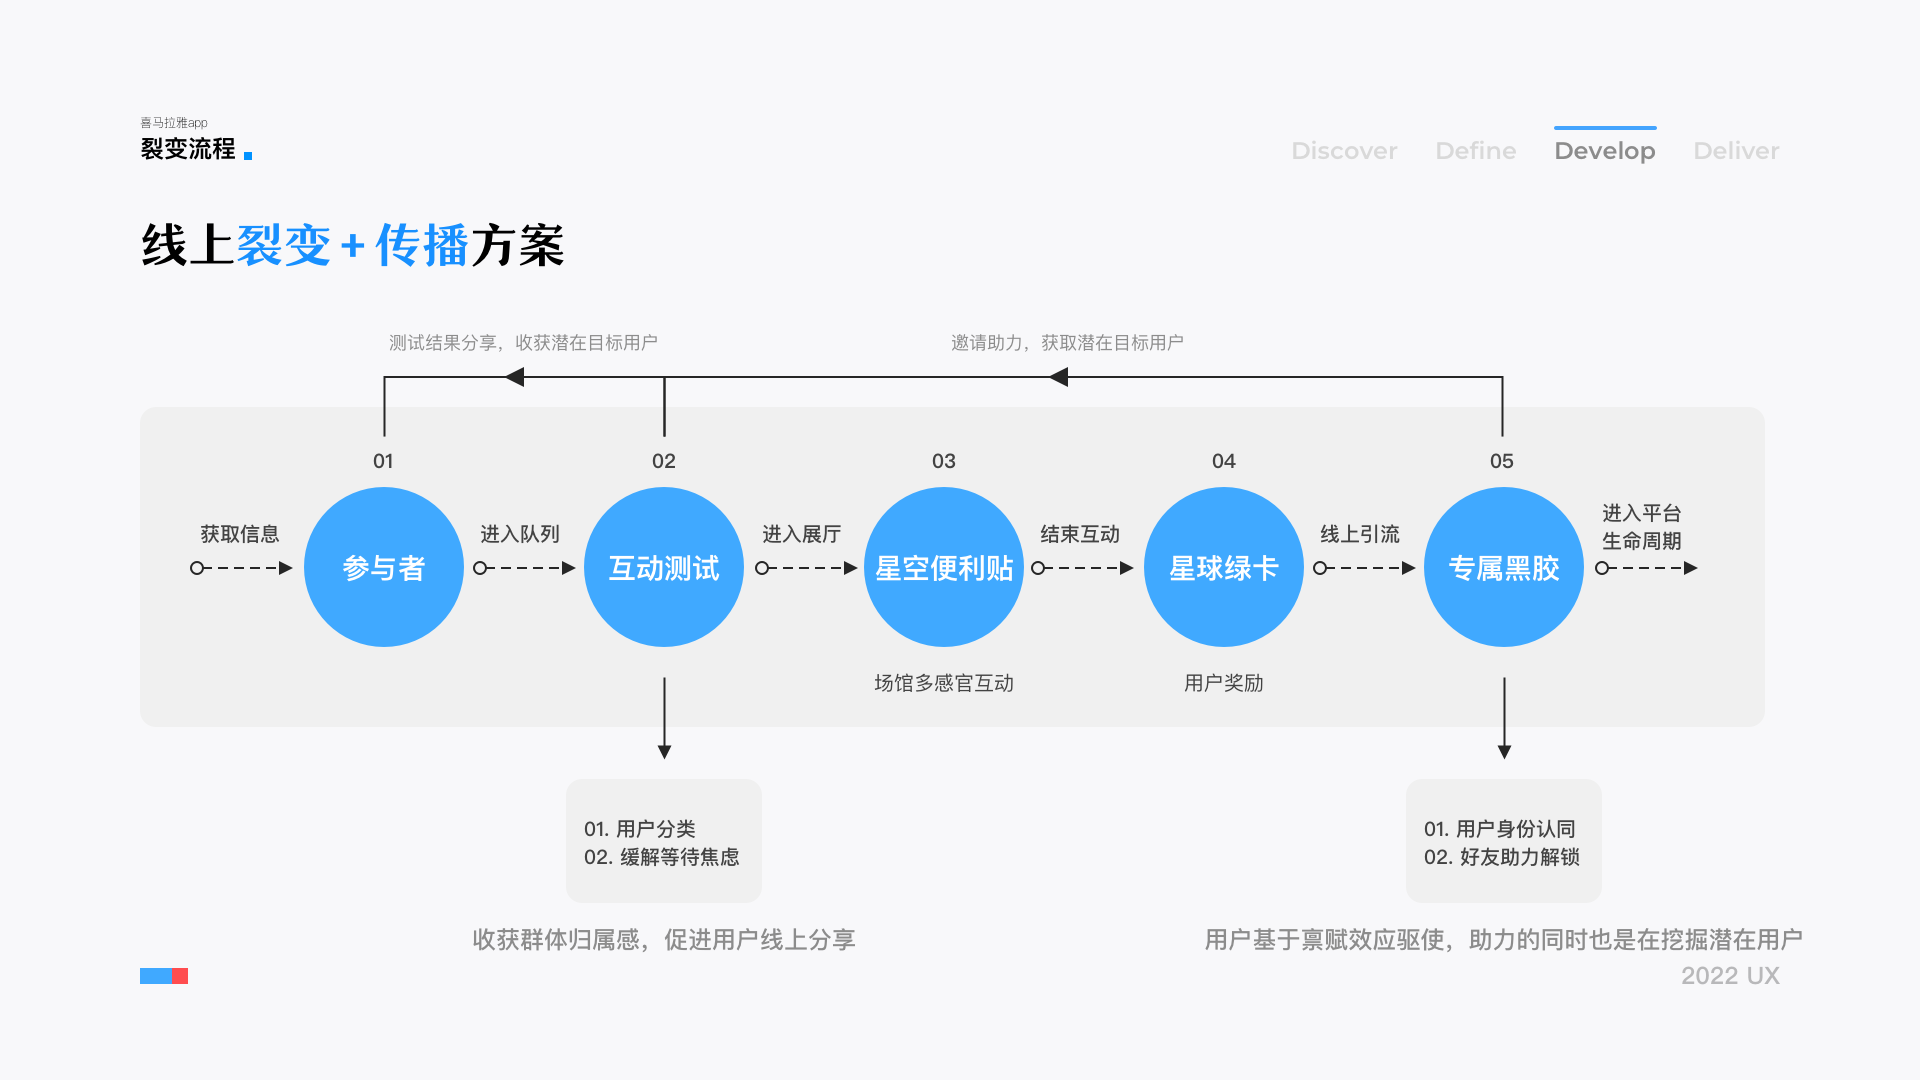 喜马拉雅app
裂变流程
Discover Define Develop Deliver
线上裂变+传播方案
测试结果分享，收获潜在目标用户
邀请助力，获取潜在目标用户
01
02
03
04
05
获取信息
参与者
进入队列
互动测试
进入展厅
星空便利贴
结束互动
星球绿卡
线上引流
专属黑胶
进入平台
生命周期
场馆多感官互动
用户奖励
01. 用户分类
02. 缓解等待焦虑
01. 用户身份认同
02. 好友助力解锁
收获群体归属感，促进用户线上分享
用户基于禀赋效应驱使，助力的同时也是在挖掘潜在用户
2022 UX